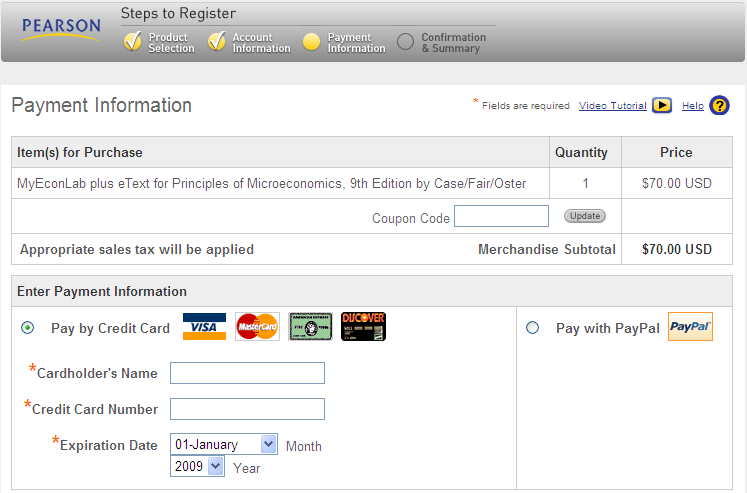 PEARSON
Steps to Register
Product Selection
Account Information
Payment Information
Confirmation & Summary
Payment Information
* Fields are required Video Tutorial Help ?
Item(s) for Purchase Quantity Price
MyEconLab plus eText for Principles of Microeconomics, 9th Edition by Case/Fair/Oster 1 $70.00 USD
Coupon Code Update
Appropriate sales tax will be applied Merchandise Subtotal $70.00 USD
Enter Payment Information
Pay by Credit Card VISA MasterCard AMERICAN EXPRESS DISCOVER Pay with PayPal PayPal
*Cardholder's Name
*Credit Card Number
*Expiration Date 01-January Month
2009 Year